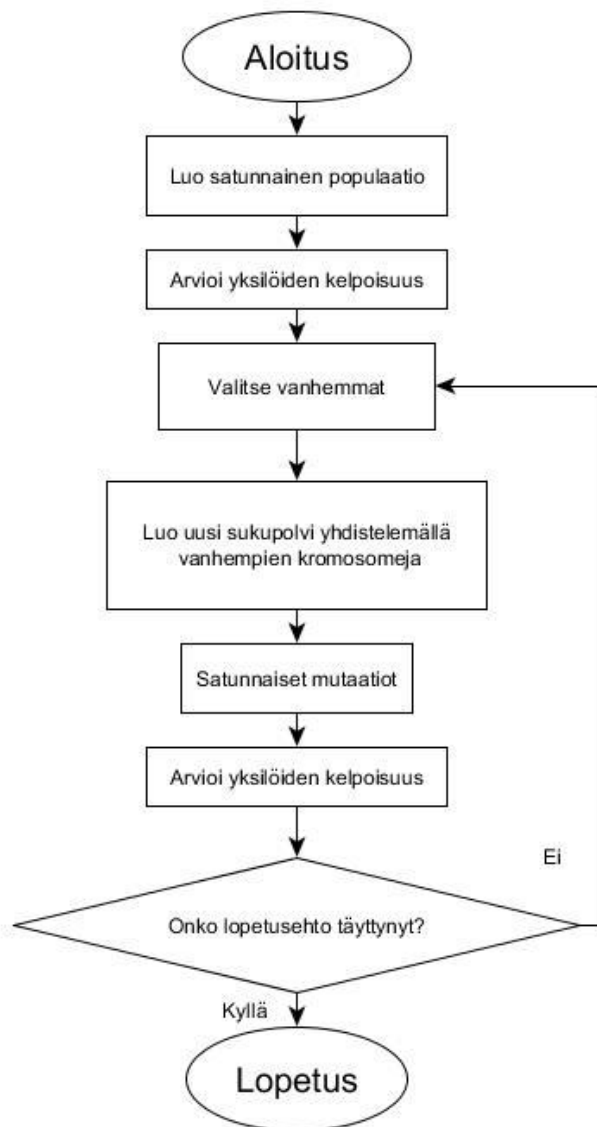 Aloitus
Luo satunnainen populaatio
Arvioi yksilöiden kelpoisuus
Valitse vanhemmat
Luo uusi sukupolvi yhdistelemällä
vanhempien kromosomeja
Satunnaiset mutaatiot
Arvioi yksilöiden kelpoisuus
Ei
Onko lopetusehto täyttynyt?
Kyllä
Lopetus